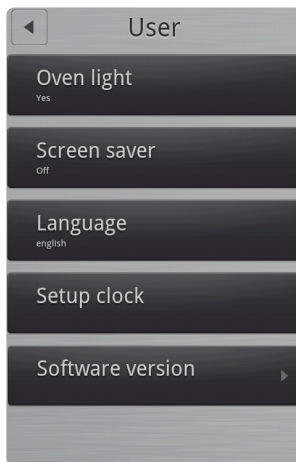 User
Oven light
Yes
Screen saver
Off
Language
english
Setup clock
Software version